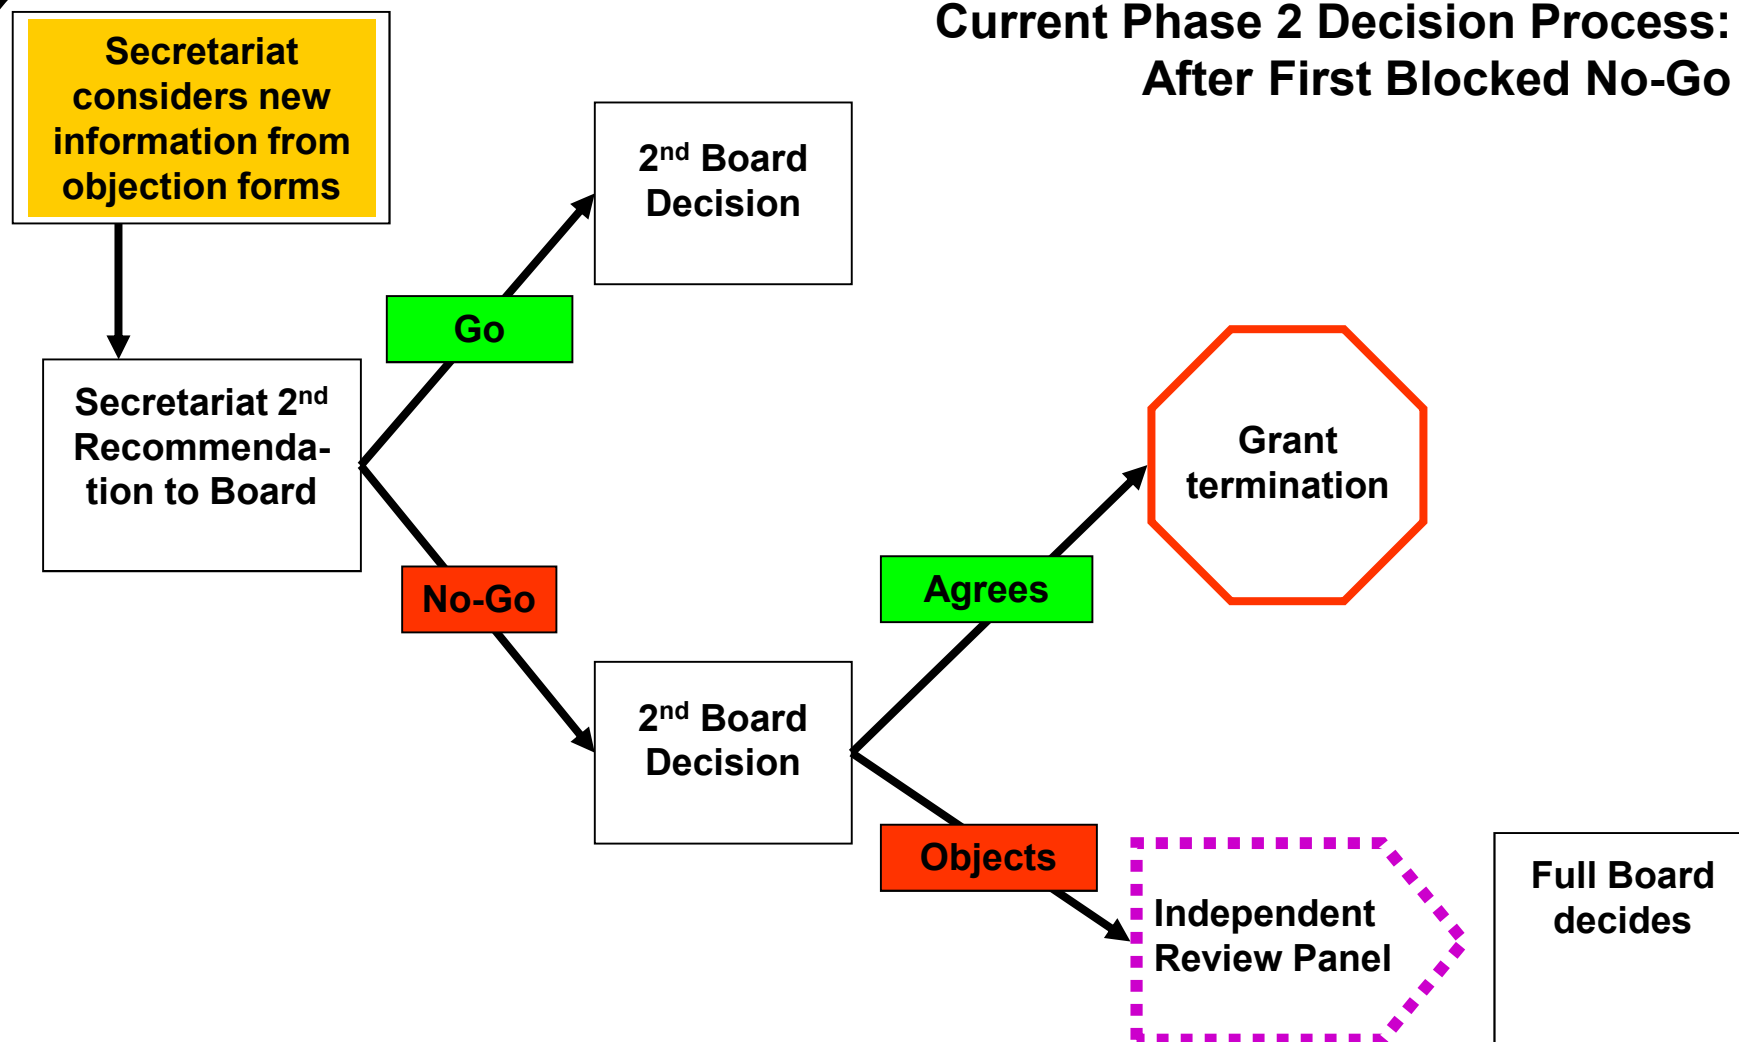 Current Phase 2 Decision Process:
After First Blocked No-Go
Secretariat
considers new
information from
objection forms
2nd Board
Decision
Go
Secretariat 2nd
Recommenda-
tion to Board
Grant
termination
No-Go
Agrees
2nd Board
Decision
Objects
Independent
Review Panel
Full Board
decides